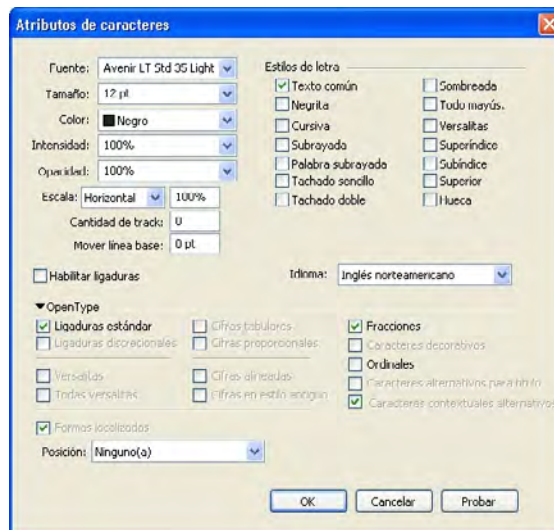 Atributos de caracteres
Fuente: Avenir LT Std 35 Light
Tamaño: 12 pt
Color: Negro
Intensidad: 100%
Opacidad: 100%
Escala: Horizontal 100%
Cantidad de track: 0
Mover línea base: 0 pt
Estilos de letra
Texto común
Negrita
Cursiva
Subrayada
Palabra subrayada
Tachado sencillo
Tachado doble
Sombreada
Todo mayús.
Versalitas
Superíndice
Subíndice
Superior
Hueca
Habilitar ligaduras
Idioma: Inglés norteamericano
OpenType
Ligaduras estándar
Ligaduras discrecionales
Versalitas
Todas versalitas
Formas localizadas
Cifras tabulares
Cifras proporcionales
Cifras alineadas
Cifras en estilo antiguo
Fracciones
Caracteres decorativos
Ordinales
Caracteres alternativos para título
Caracteres contextuales alternativos
Posición: Ninguno(a)
OK Cancelar Probar